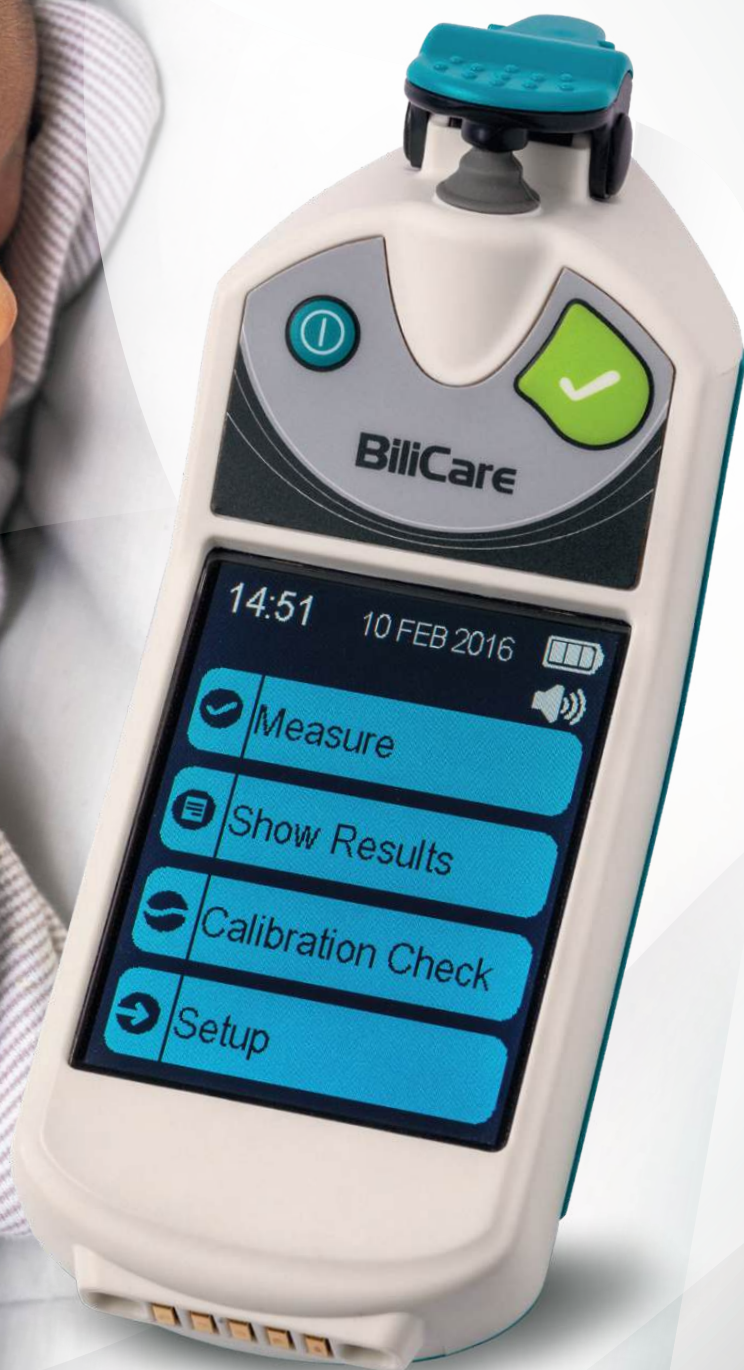 BiliCare
14:51 10 FEB 2016
Measure
Show Results
Calibration Check
Setup